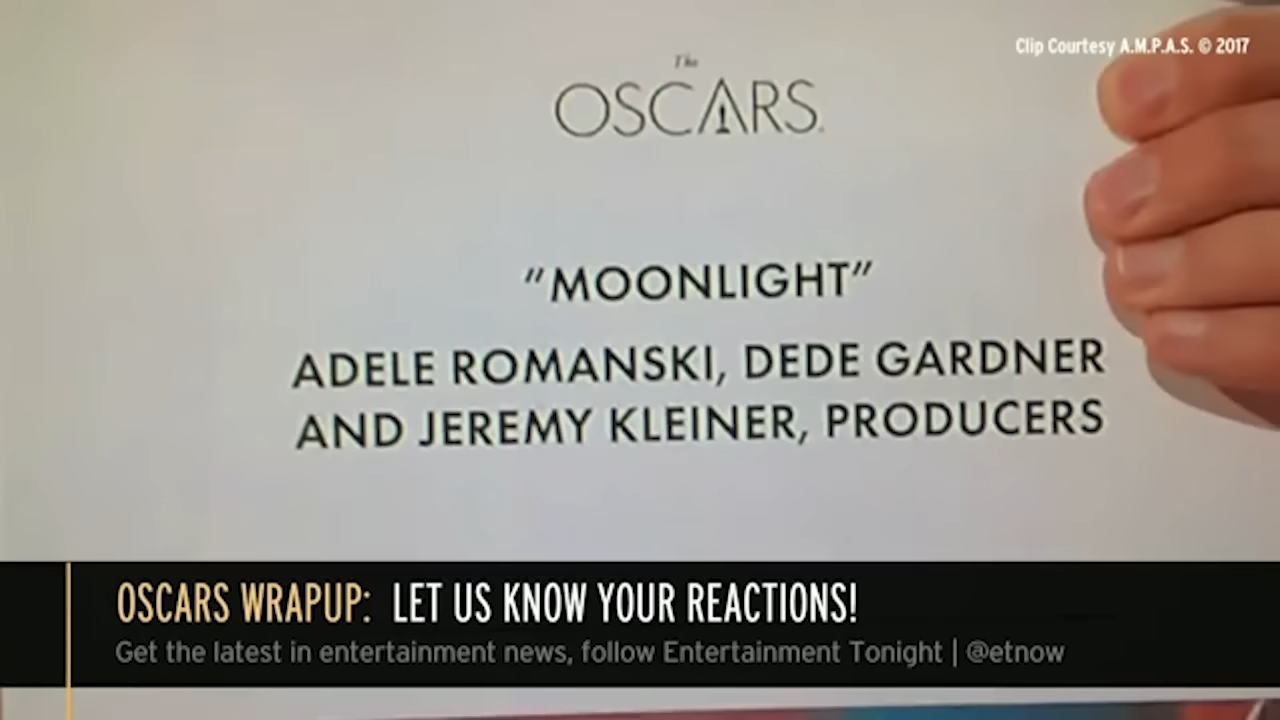 Clip Courtesy A.M.P.A.S. © 2017
The
OSCARS.
"MOONLIGHT"
ADELE ROMANSKI, DEDE GARDNER
AND JEREMY KLEINER, PRODUCERS
OSCARS WRAPUP: LET US KNOW YOUR REACTIONS!
Get the latest in entertainment news, follow Entertainment Tonight | @etnow